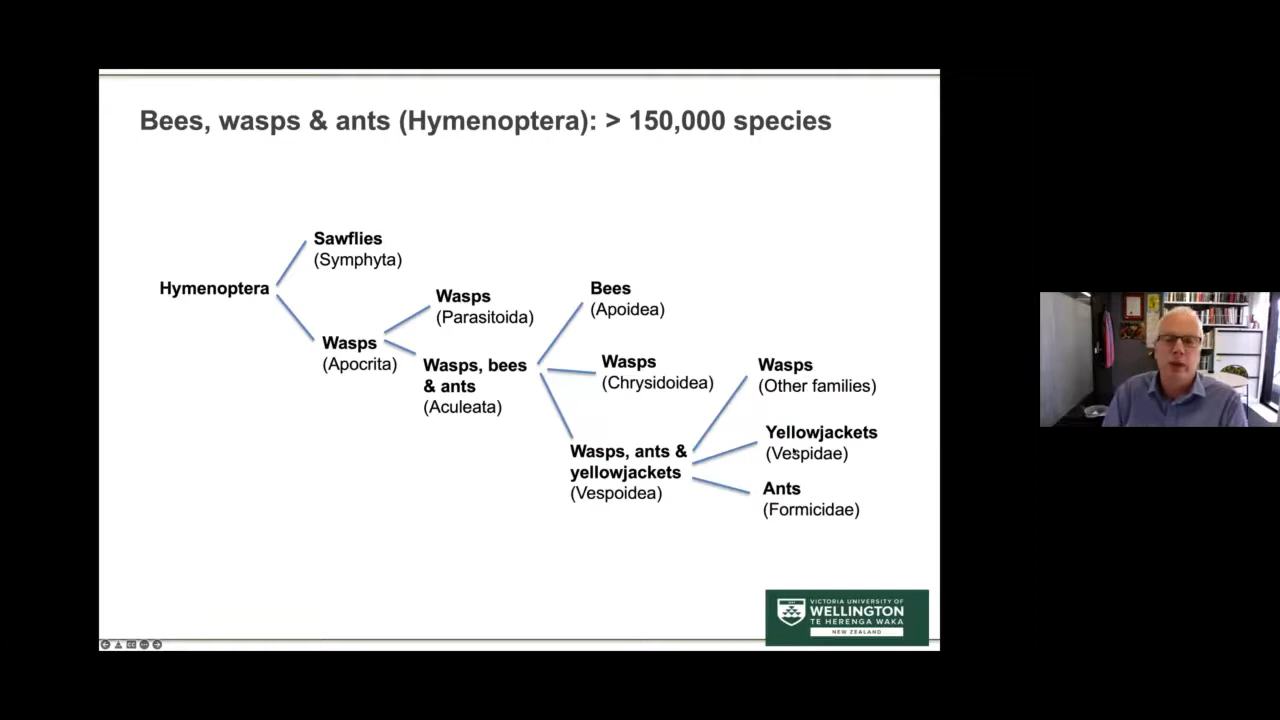 Bees, wasps & ants (Hymenoptera): > 150,000 species
Sawflies
(Symphyta)
Hymenoptera
Wasps
(Parasitoida)
Bees
(Apoidea)
Wasps
(Apocrita)
Wasps, bees
& ants
(Aculeata)
Wasps
(Chrysidoidea)
Wasps
(Other families)
Wasps, ants &
yellowjackets
(Vespoidea)
Yellowjackets
(Vespidae)
Ants
(Formicidae)
VICTORIA UNIVERSITY OF
WELLINGTON
TE HERENGA WAKA
NEW ZEALAND